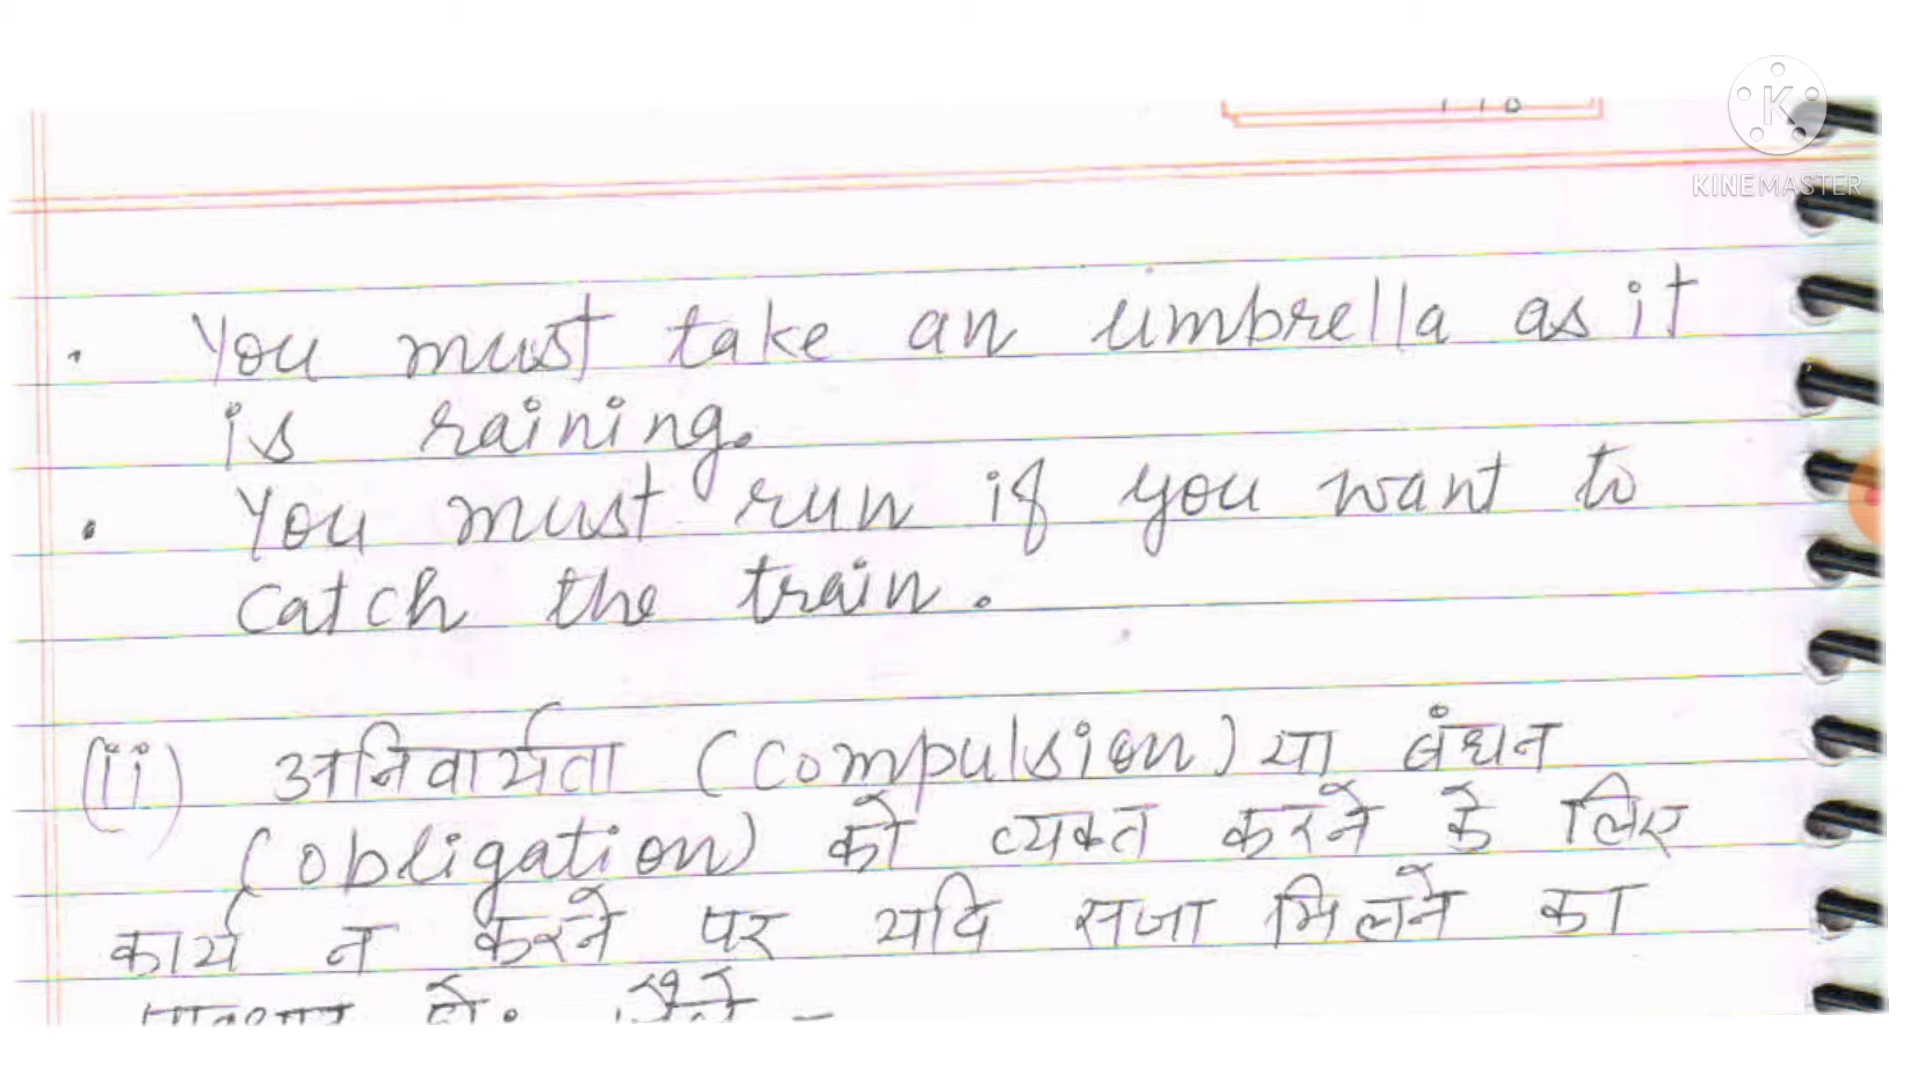 KINEMASTER
. You must take an umbrella as it
is raining.
. You must run if you want to
catch the train.
(ii) अनिवार्यता (compulsion) या बंधन
(obligation) को व्यक्त करने के लिए
कार्य न करने पर यदि सजा मिलने का